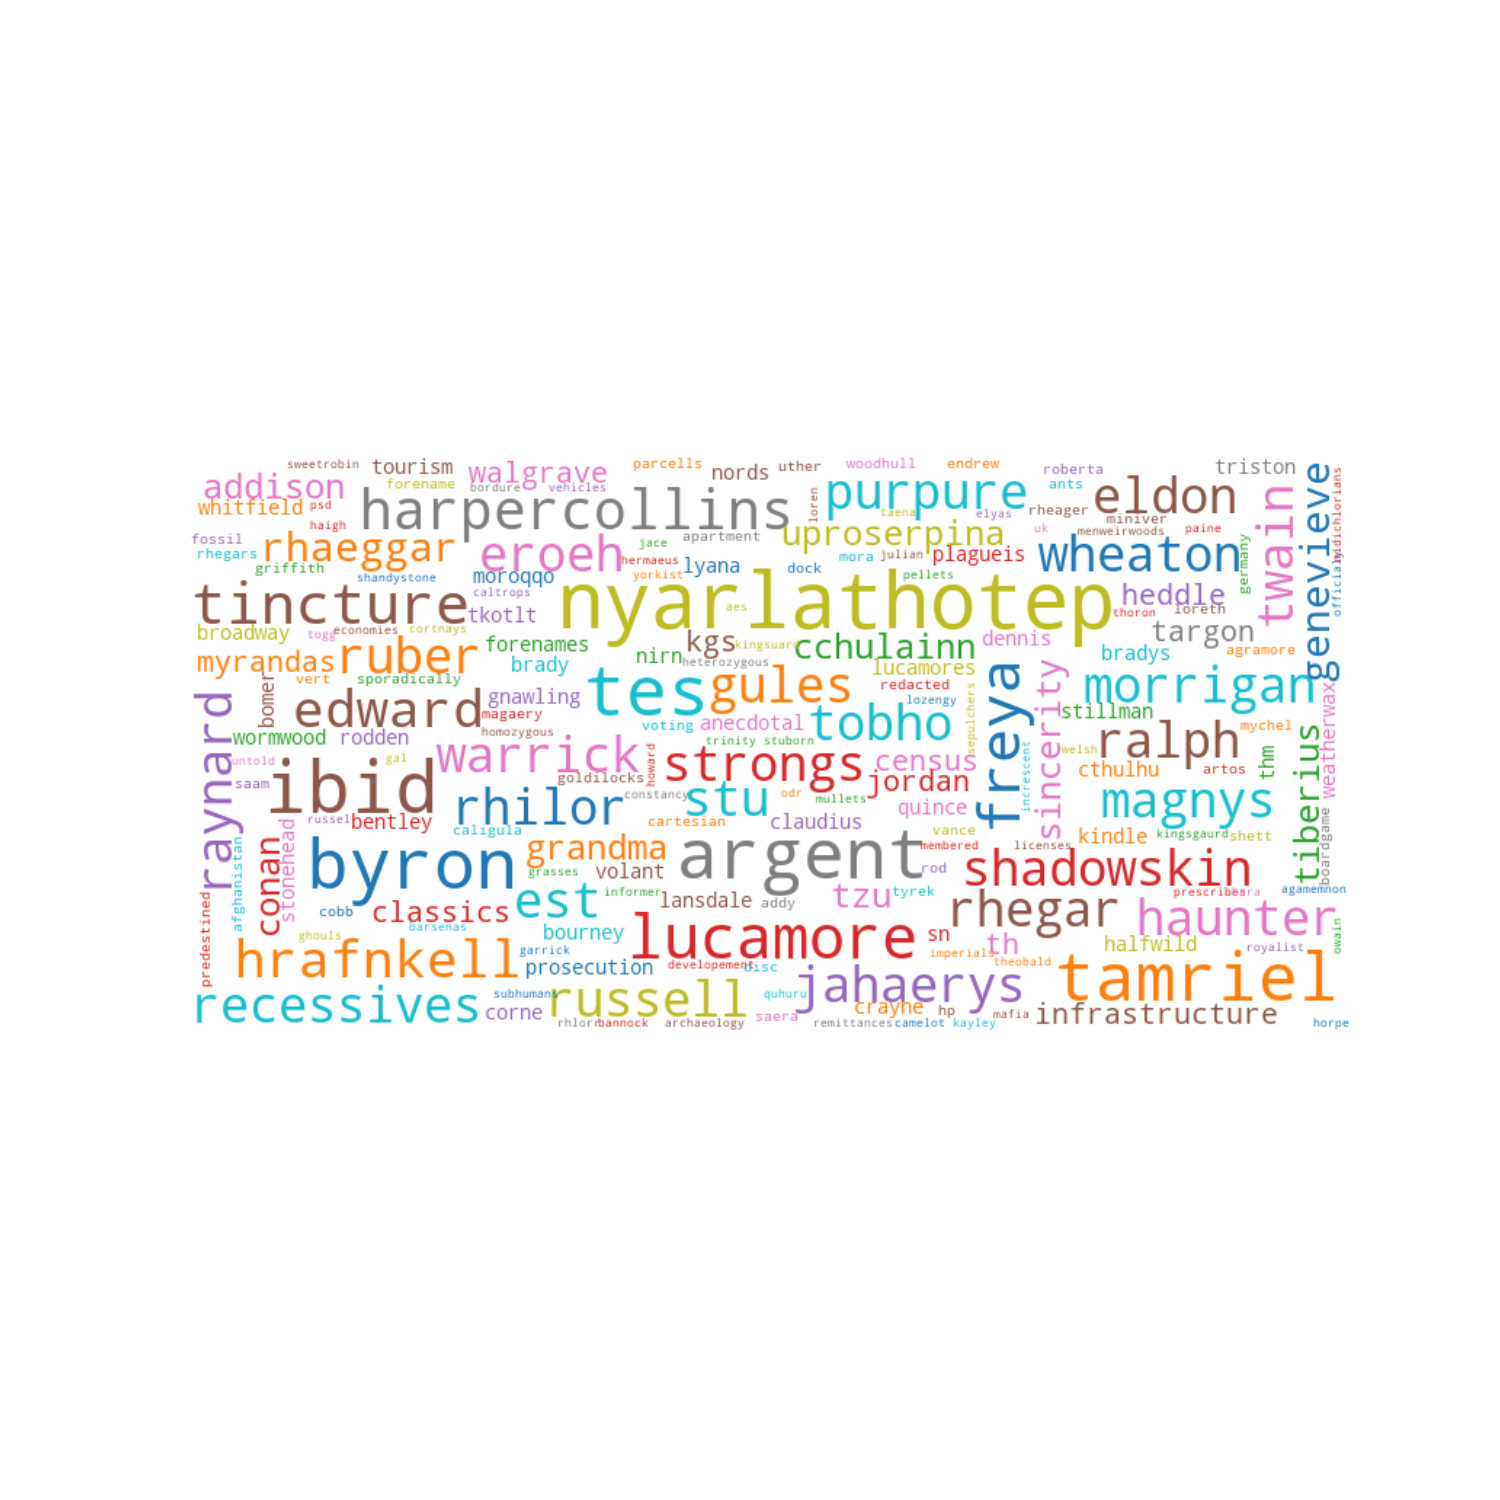 sweetrobin
tourism
walgrave
parcells
nords
uther
woodhull
endrew
roberta
triston
addison
forename
bordure
vehicles
harpercollins
loren
purpure
taena
elyas
rheager
ants
eldon
miniver
twain
genevieve
midichlorians
whitfield
psd
haigh
fossil
rhegars
griffith
rhaeggar
shandystone
eroeh
moroqqo
caltrops
tkotlt
jace
apartment
hermaeus
yorkist
lyana
dock
uproserpina
mora
julian
plagueis
pellets
wheaton
uk
menweirwoods
paine
germany
officially
tincture
nyarlathotep
aes
heddle
thoron
loreth
targon
broadway
togg
economies
cortnays
forenames
kgs
kingsuard
cchulainn
dennis
bradys
agramore
myrandas
ruber
vert
sporadically
brady
nirn
heterozygous
lucamores
redacted
lozengy
sepulchers
freya
sincerity
morrigan
weatherwax
raynard
bomer
edward
magaery
gnawling
homozygous
tes
gules
voting
anecdotal
trinity
stuborn
tobho
stillman
mychel
wormwood
rodden
untold
saam
gal
warrick
howard
strongs
census
welsh
increscent
ralph
cthulhu
artos
thm
tiberius
boardgame
ibid
rhilor
goldilocks
constancy
stu
odr
mullets
jordan
quince
magnys
russel
bentley
caligula
cartesian
claudius
vance
membered
licenses
kindle
kingsgaurd
shett
conan
stonehead
afghanistan
predestined
byron
grandma
grasses
volant
argent
rod
shadowskin
prescribes
agamemnon
cobb
classics
est
informer
lansdale
addy
tzu
tyrek
rhegar
haunter
owain
ghouls
barsenas
bourney
garrick
lucamore
sn
th
imperials
theobald
halfwild
royalist
hrafnkell
prosecution
developement
disc
jahaerys
tamriel
recessives
subhumans
corne
russell
quhuru
crayne
hp
mafia
infrastructure
rhlorr
bannock
archaeology
saera
remittances
camelot
kayley
horpe